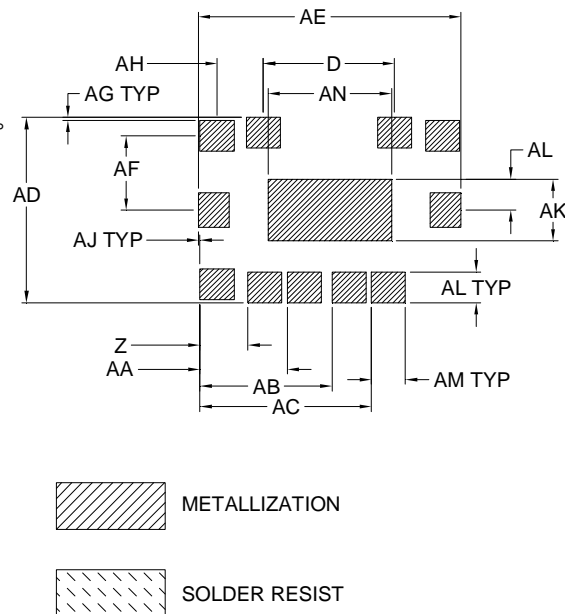 AE
AH
D
AG TYP
AN
°
AF
AL
AD
AK
AJ TYP
AL TYP
Z
AA
AB
AM TYP
AC
METALLIZATION
SOLDER RESIST